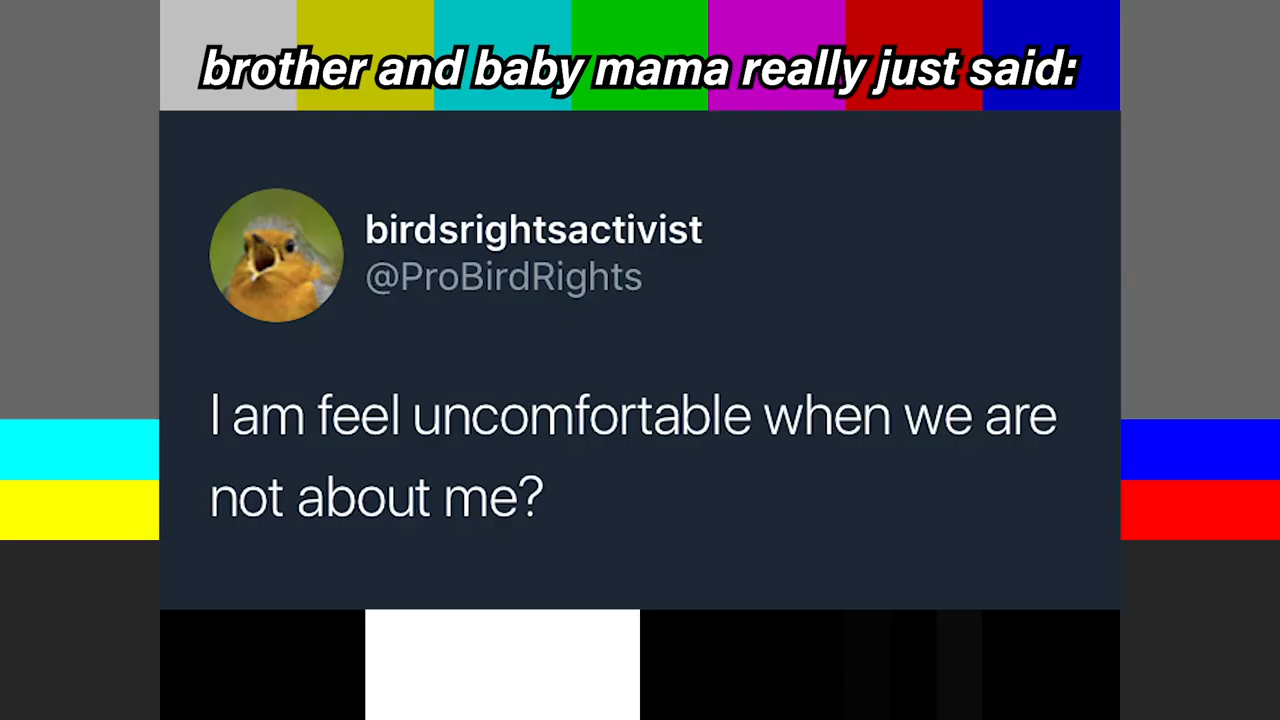 brother and baby mama really just said:
birdsrightsactivist
@ProBirdRights
I am feel uncomfortable when we are
not about me?